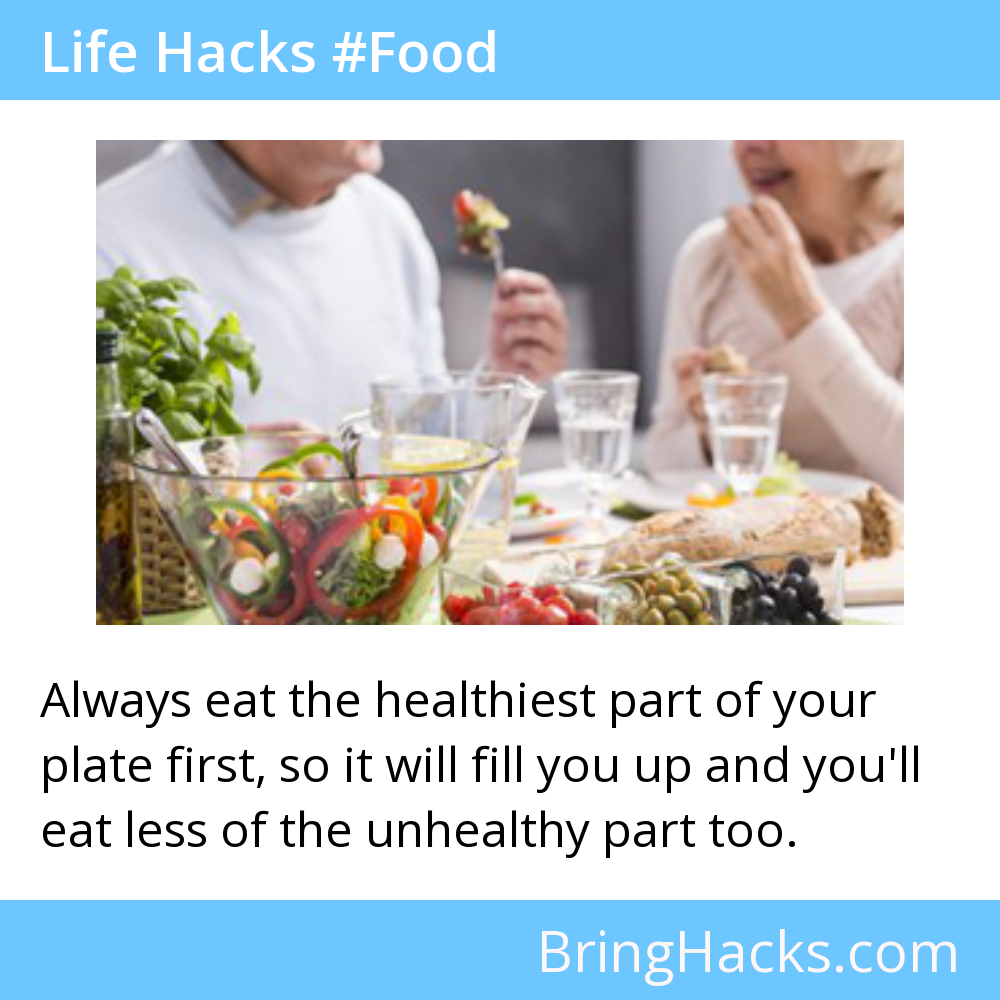 Life Hacks #Food
Always eat the healthiest part of your
plate first, so it will fill you up and you'll
eat less of the unhealthy part too.
BringHacks.com